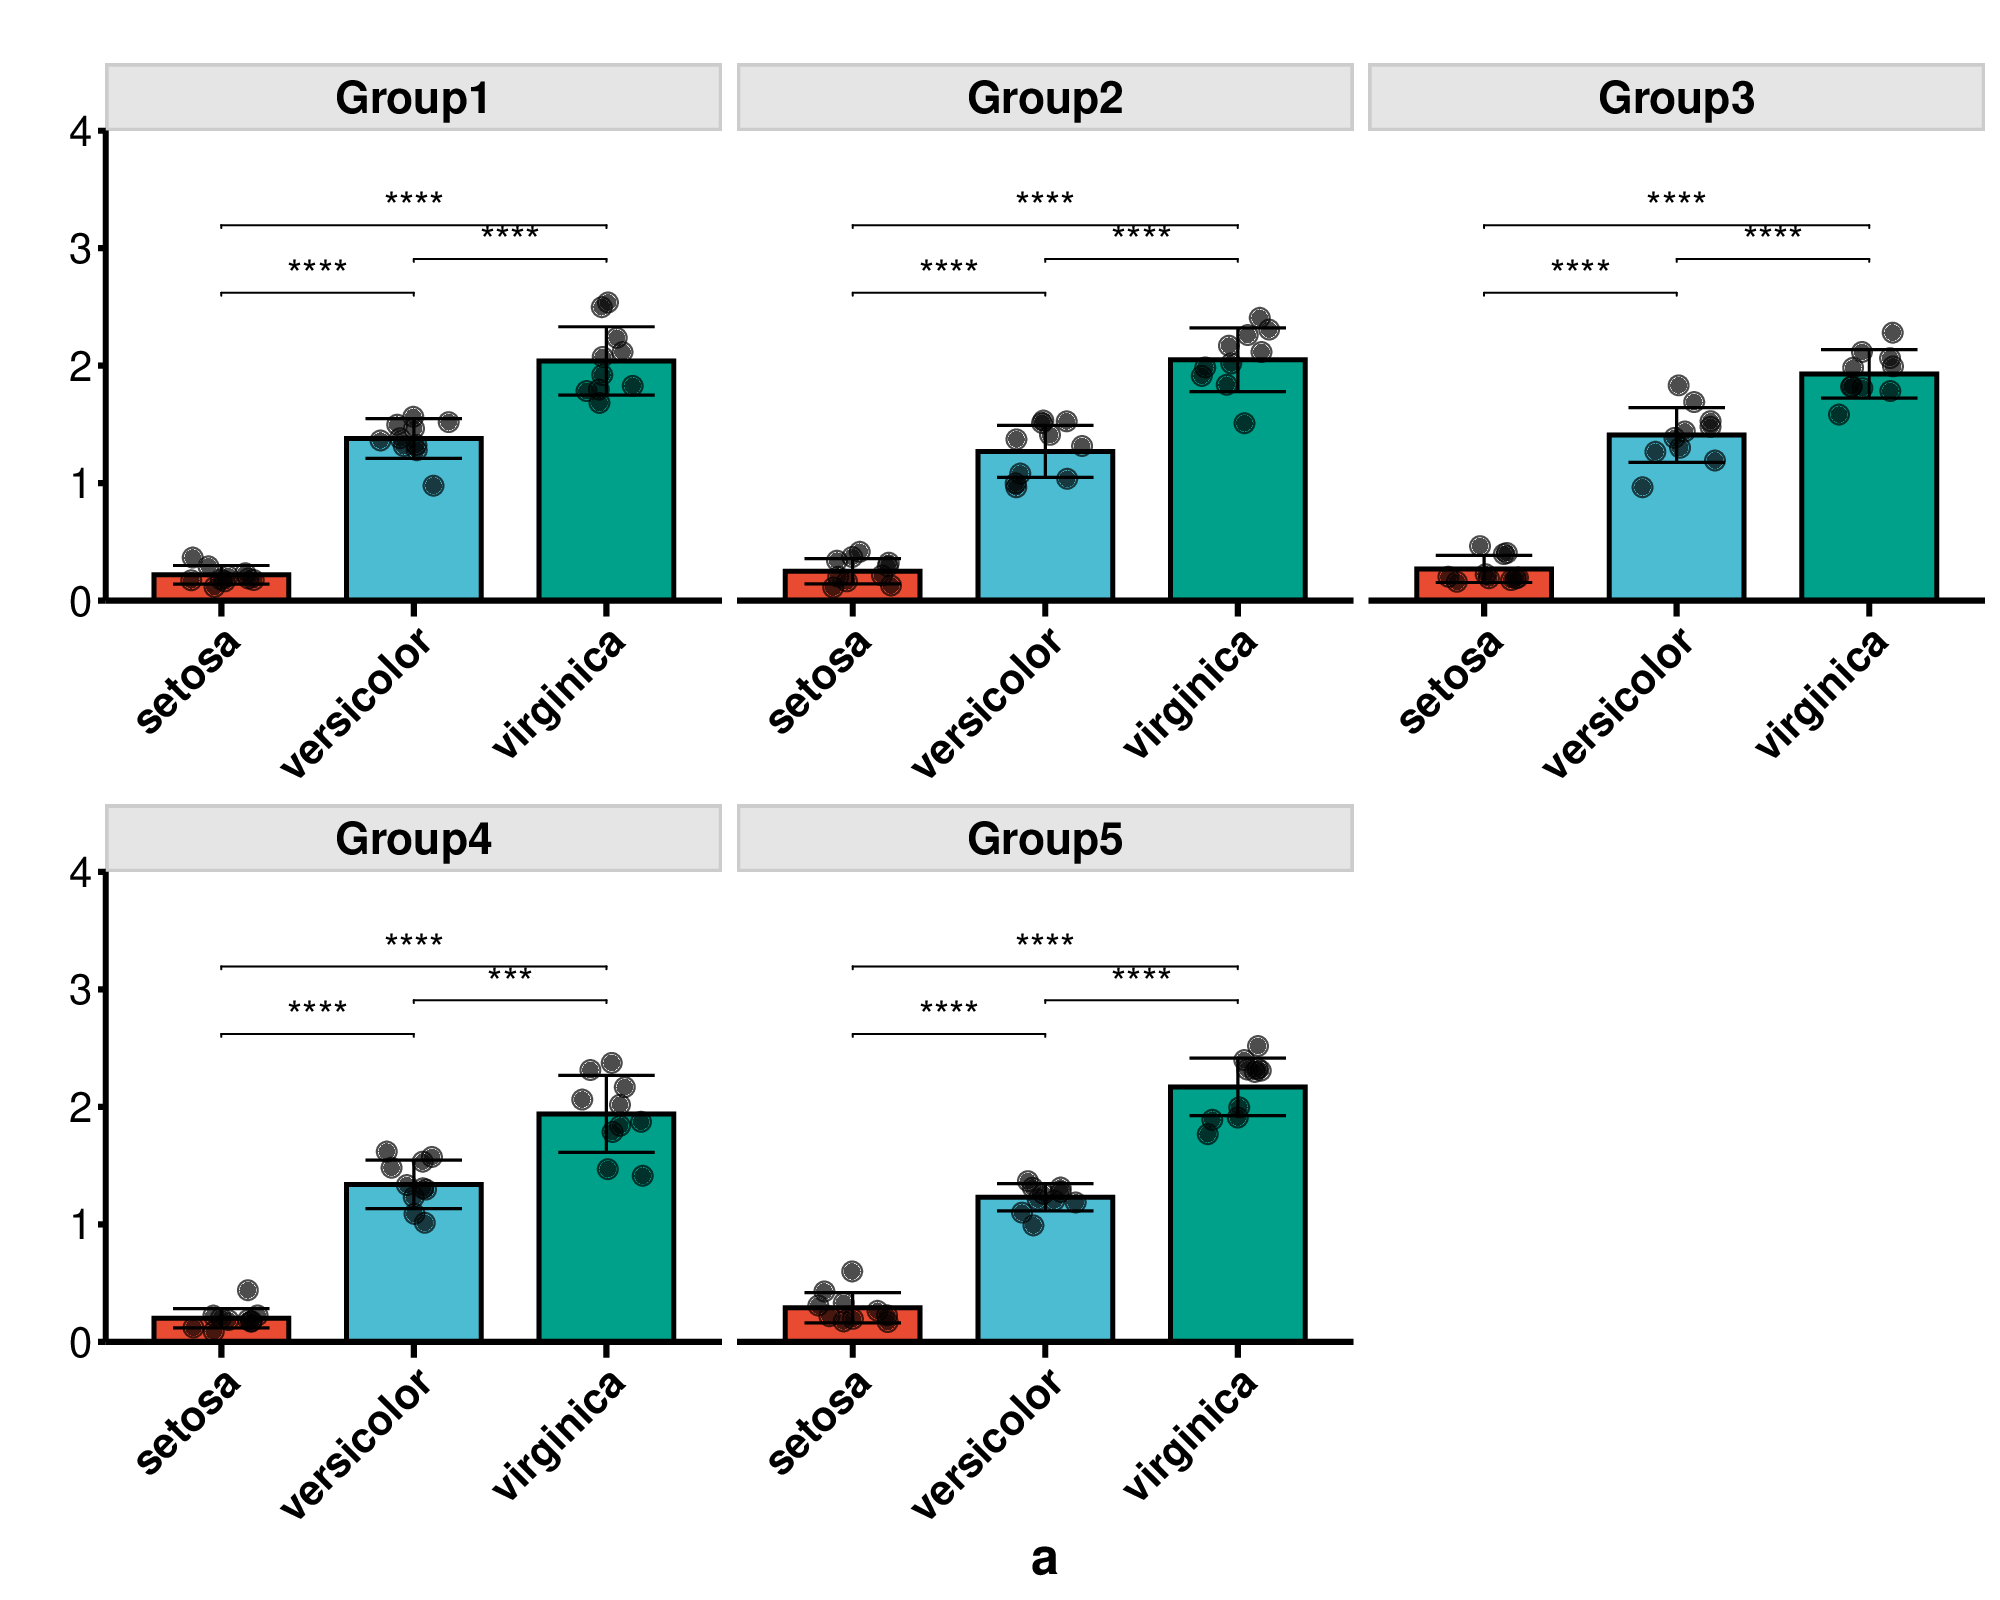 Group1 Group2 Group3
4
**** **** ****
3 **** **** ****
**** **** ****
2
1
0
setosa versicolor virginica setosa versicolor virginica setosa versicolor virginica
Group4 Group5
4
**** ****
3 *** ****
**** ****
2
1
0
setosa versicolor virginica setosa versicolor virginica
a